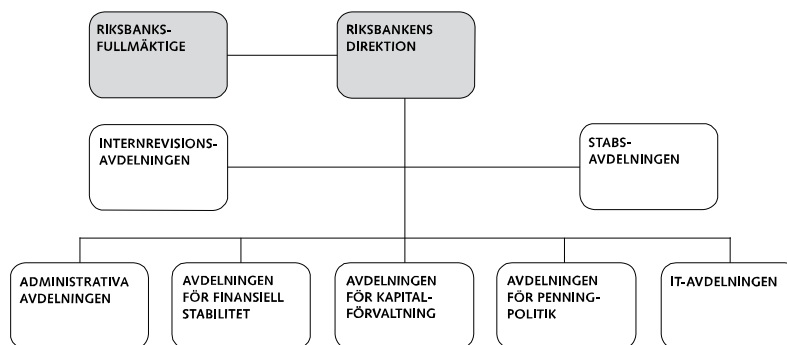 RIKSBANKS-
FULLMÄKTIGE
RIKSBANKENS
DIREKTION
INTERNREVISIONS-
AVDELNINGEN
STABS-
AVDELNINGEN
ADMINISTRATIVA
AVDELNINGEN
AVDELNINGEN
FÖR FINANSIELL
STABILITET
AVDELNINGEN
FÖR KAPITAL-
FÖRVALTNING
AVDELNINGEN
FÖR PENNING-
POLITIK
IT-AVDELNINGEN